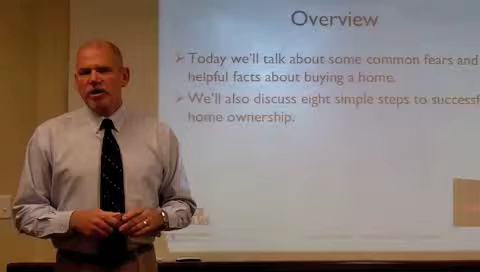 Overview
➢ Today we'll talk about some common fears and
helpful facts about buying a home.
➢ We'll also discuss eight simple steps to successf
home ownership.